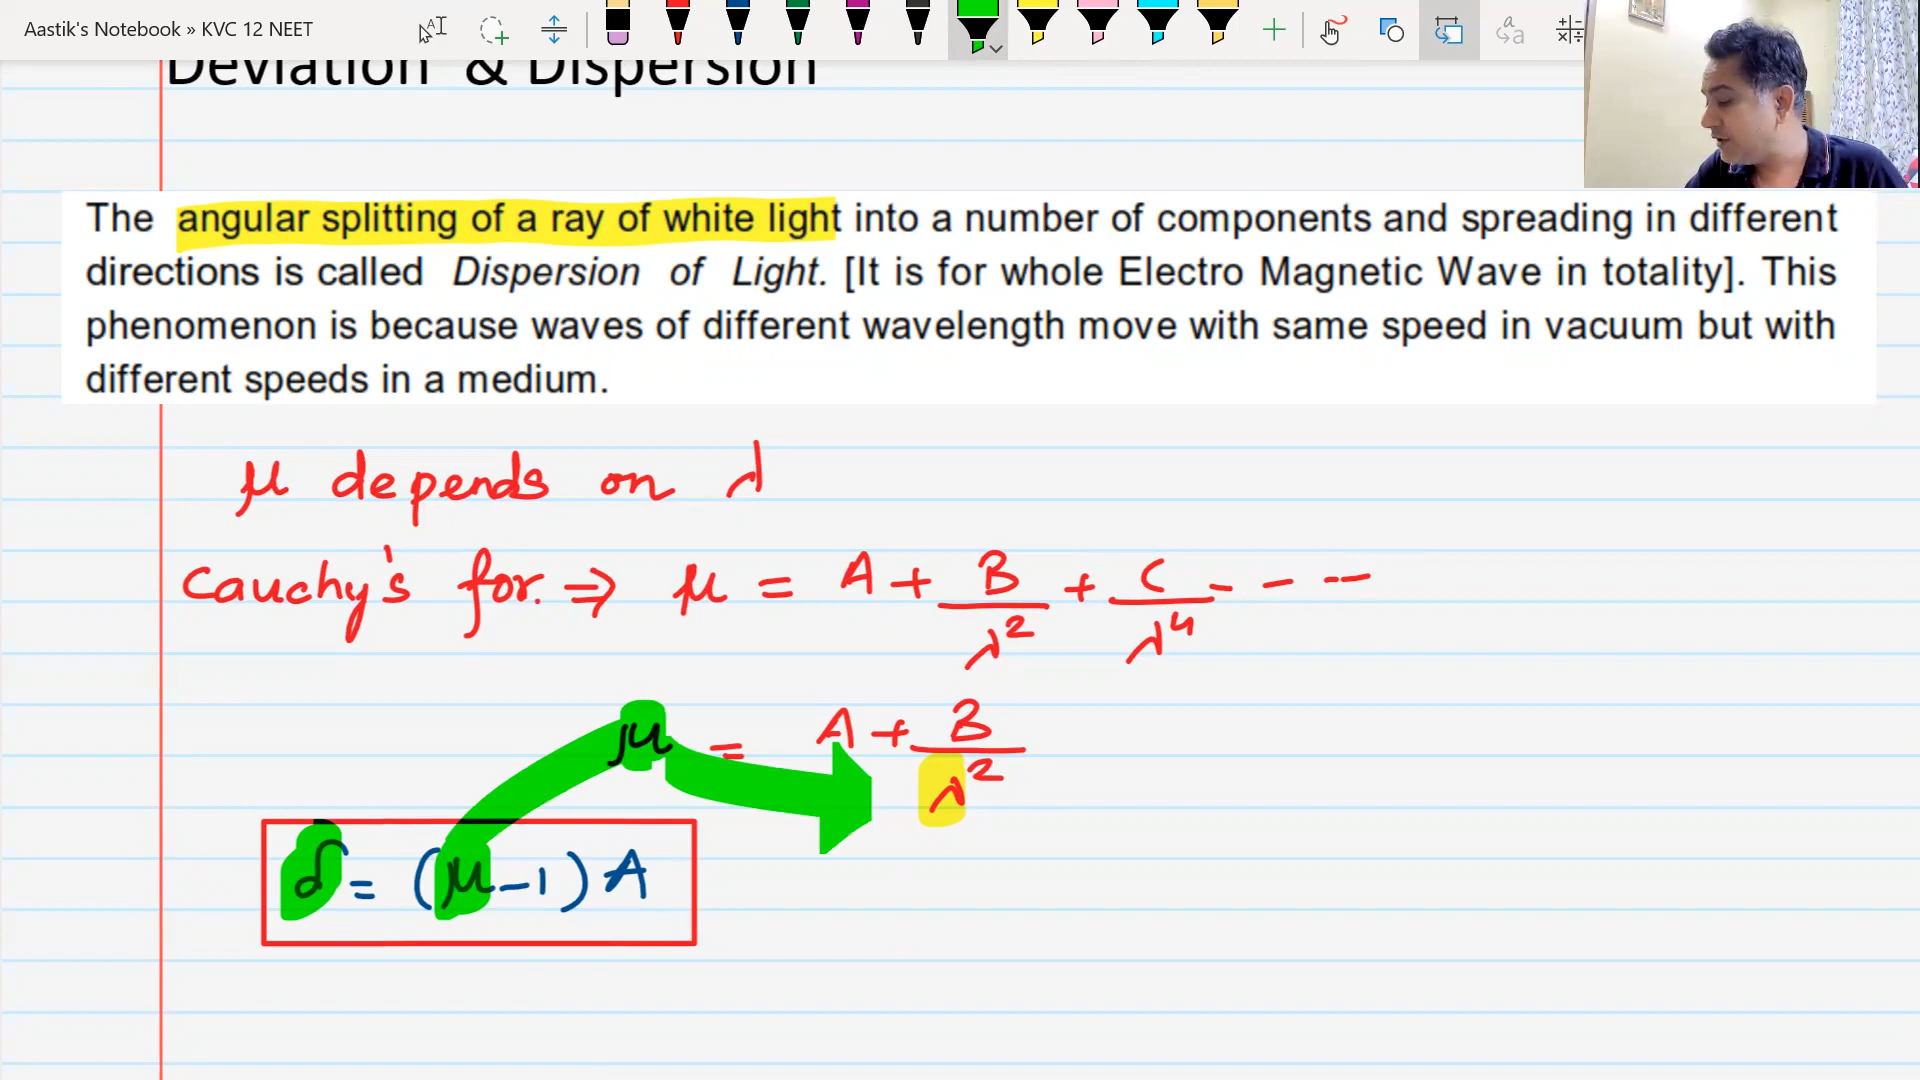 Aastik's Notebook » KVC 12 NEET
Deviation & Dispersion
The angular splitting of a ray of white light into a number of components and spreading in different
directions is called Dispersion of Light. [It is for whole Electro Magnetic Wave in totality]. This
phenomenon is because waves of different wavelength move with same speed in vacuum but with
different speeds in a medium.
μ depends on λ
Cauchy's for. ⇒ μ = A + B/λ² + C/λ⁴ - - --
μ = A + B/λ²
δ = (μ-1) A